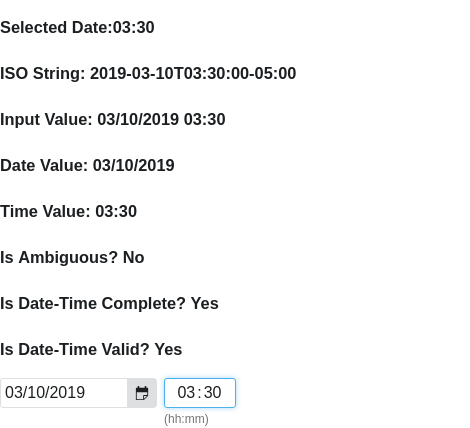 Selected Date:03:30
ISO String: 2019-03-10T03:30:00-05:00
Input Value: 03/10/2019 03:30
Date Value: 03/10/2019
Time Value: 03:30
Is Ambiguous? No
Is Date-Time Complete? Yes
Is Date-Time Valid? Yes
03/10/2019 03:30
(hh:mm)